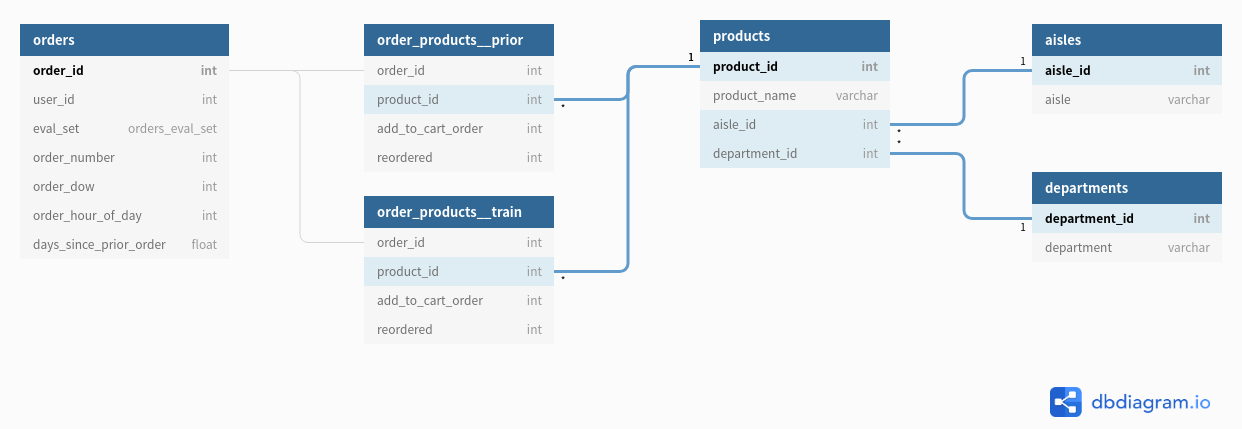 orders
order_id int
user_id int
eval_set orders_eval_set
order_number int
order_dow int
order_hour_of_day int
days_since_prior_order float
order_products__prior
order_id int
product_id int
add_to_cart_order int
reordered int
order_products__train
order_id int
product_id int
add_to_cart_order int
reordered int
*
*
1
products
product_id int
product_name varchar
aisle_id int
department_id int
*
*
1
aisles
aisle_id int
aisle varchar
departments
department_id int
department varchar
1
dbdiagram.io